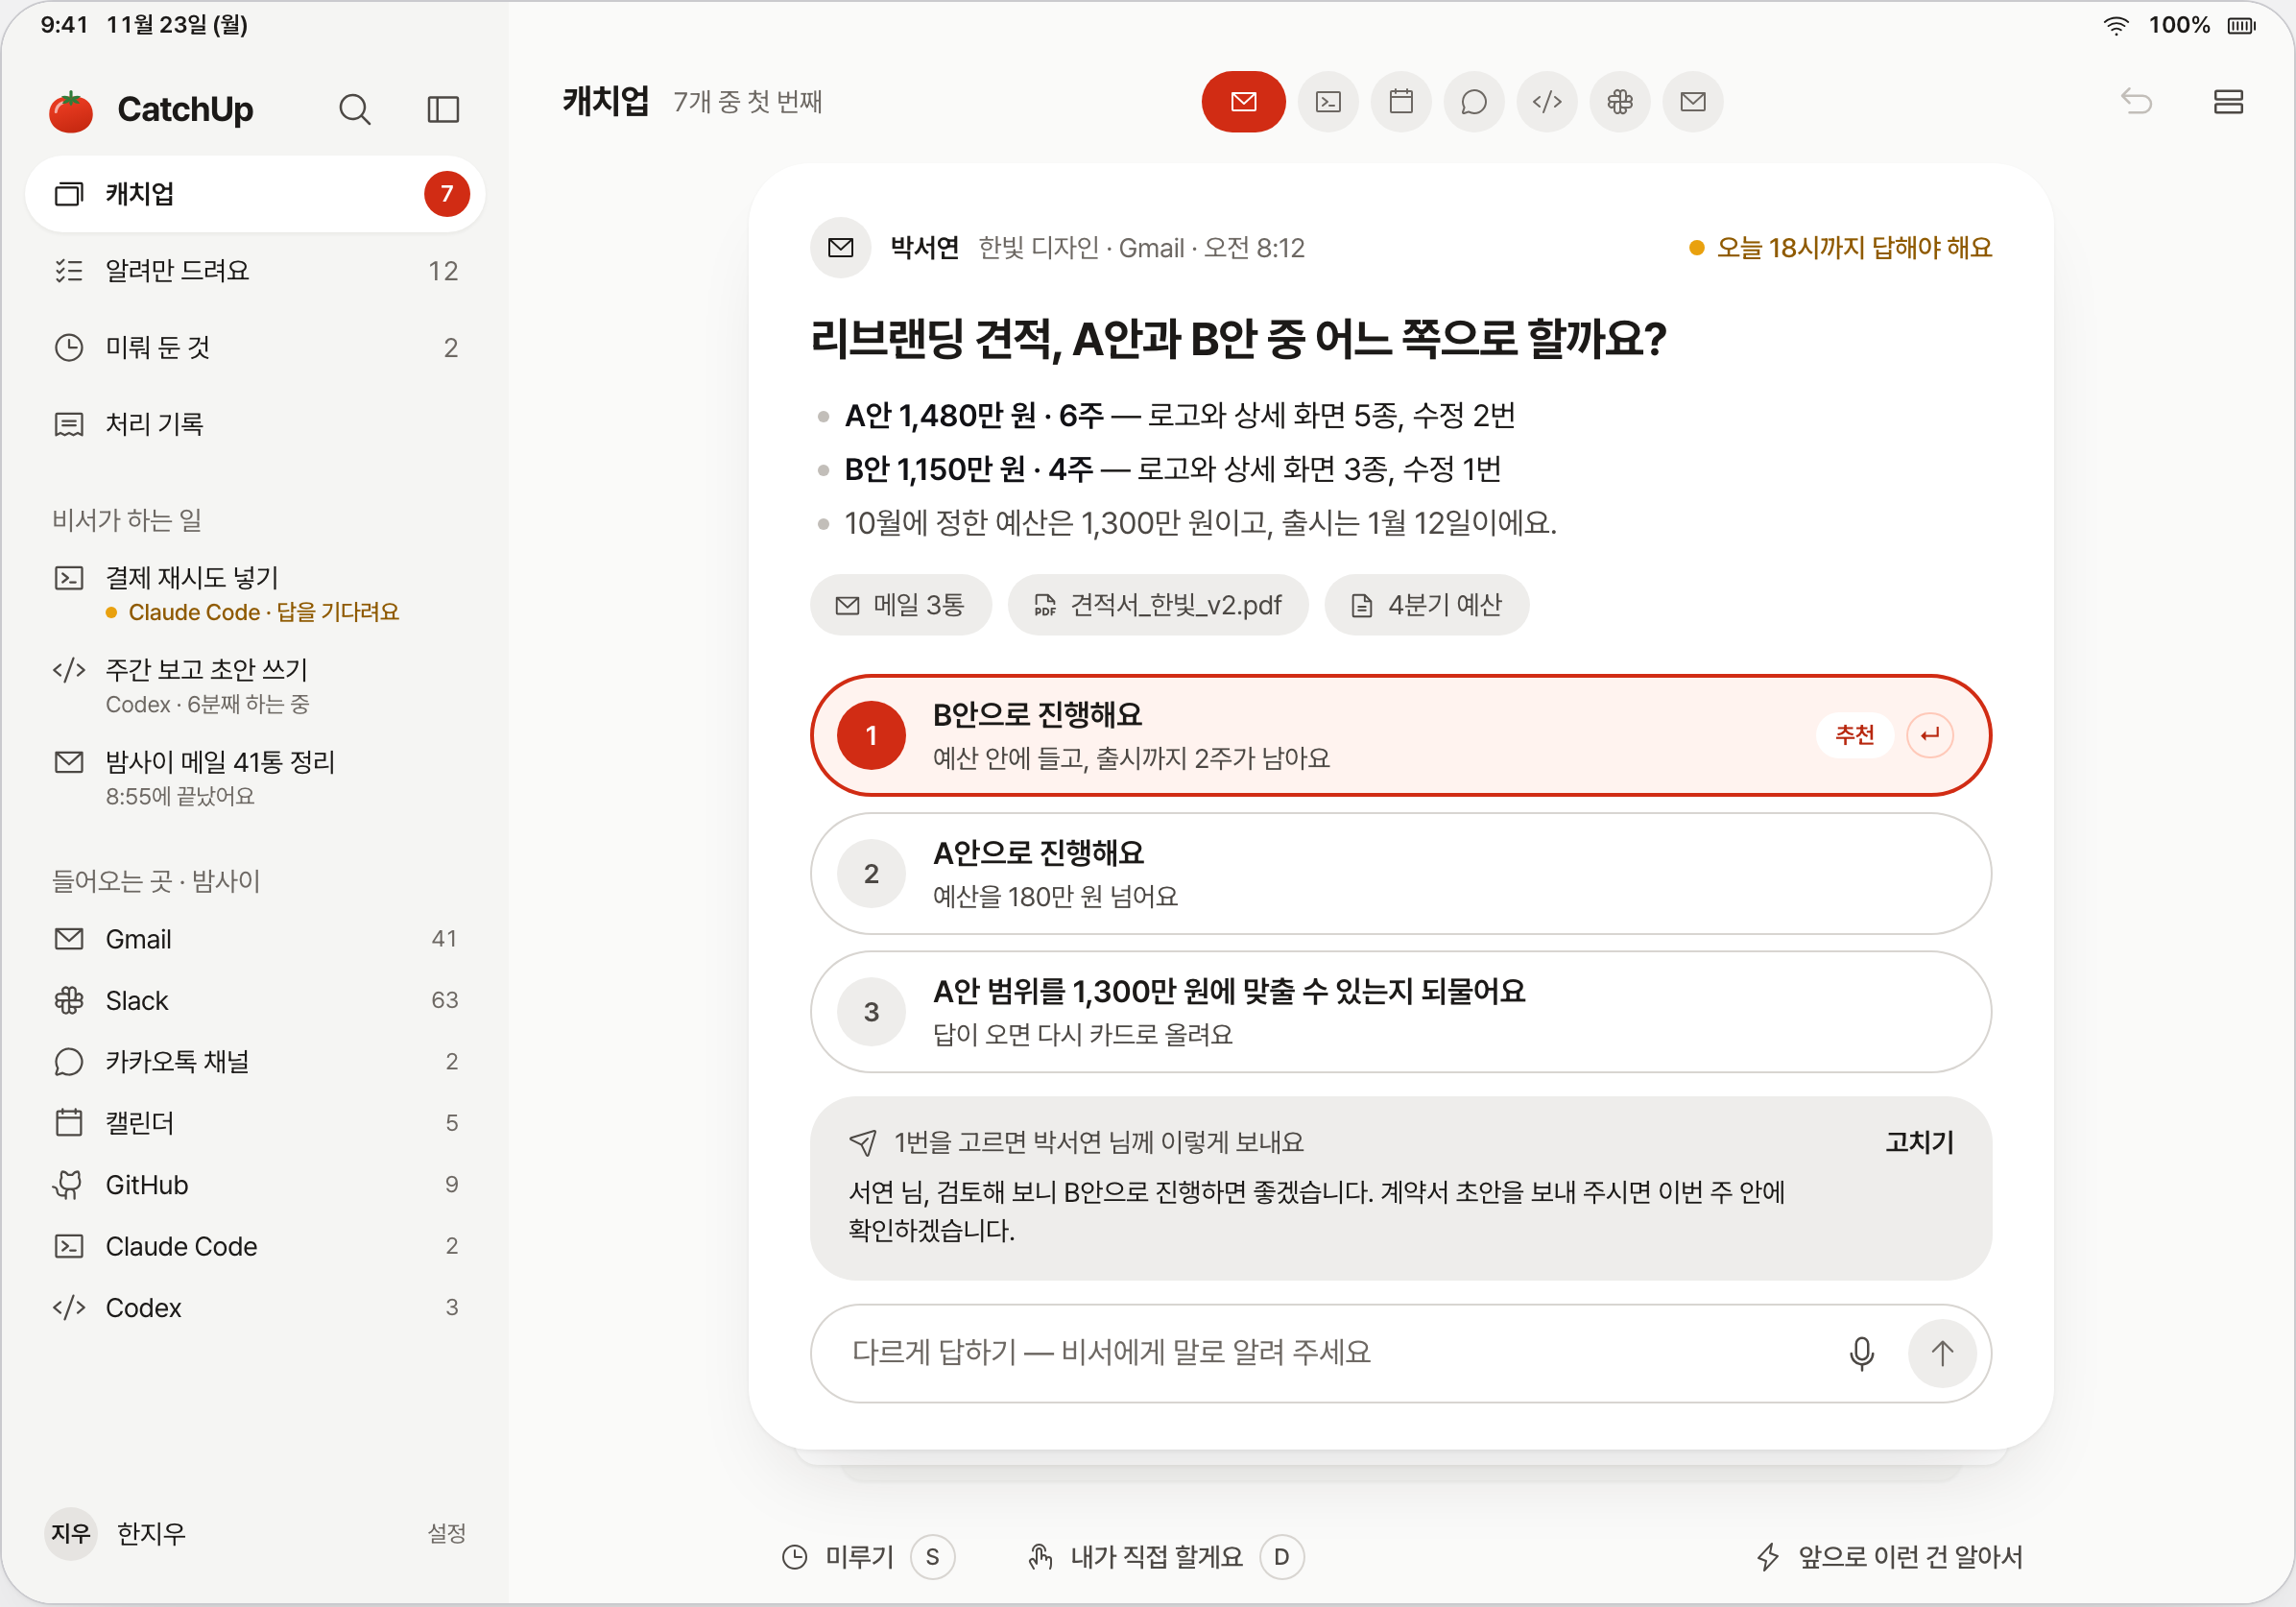 9:41 11월 23일 (월)
100%
CatchUp
캐치업 7
알려만 드려요 12
미뤄 둔 것 2
처리 기록
비서가 하는 일
결제 재시도 넣기
Claude Code · 답을 기다려요
주간 보고 초안 쓰기
Codex · 6분째 하는 중
밤사이 메일 41통 정리
8:55에 끝났어요
들어오는 곳 · 밤사이
Gmail 41
Slack 63
카카오톡 채널 2
캘린더 5
GitHub 9
Claude Code 2
Codex 3
지우 한지우 설정
캐치업 7개 중 첫 번째
박서연 한빛 디자인 · Gmail · 오전 8:12
오늘 18시까지 답해야 해요
리브랜딩 견적, A안과 B안 중 어느 쪽으로 할까요?
A안 1,480만 원 · 6주 — 로고와 상세 화면 5종, 수정 2번
B안 1,150만 원 · 4주 — 로고와 상세 화면 3종, 수정 1번
10월에 정한 예산은 1,300만 원이고, 출시는 1월 12일이에요.
메일 3통
PDF 견적서_한빛_v2.pdf
4분기 예산
1 B안으로 진행해요
예산 안에 들고, 출시까지 2주가 남아요
추천
2 A안으로 진행해요
예산을 180만 원 넘어요
3 A안 범위를 1,300만 원에 맞출 수 있는지 되물어요
답이 오면 다시 카드로 올려요
1번을 고르면 박서연 님께 이렇게 보내요 고치기
서연 님, 검토해 보니 B안으로 진행하면 좋겠습니다. 계약서 초안을 보내 주시면 이번 주 안에
확인하겠습니다.
다르게 답하기 — 비서에게 말로 알려 주세요
미루기 S
내가 직접 할게요 D
앞으로 이런 건 알아서